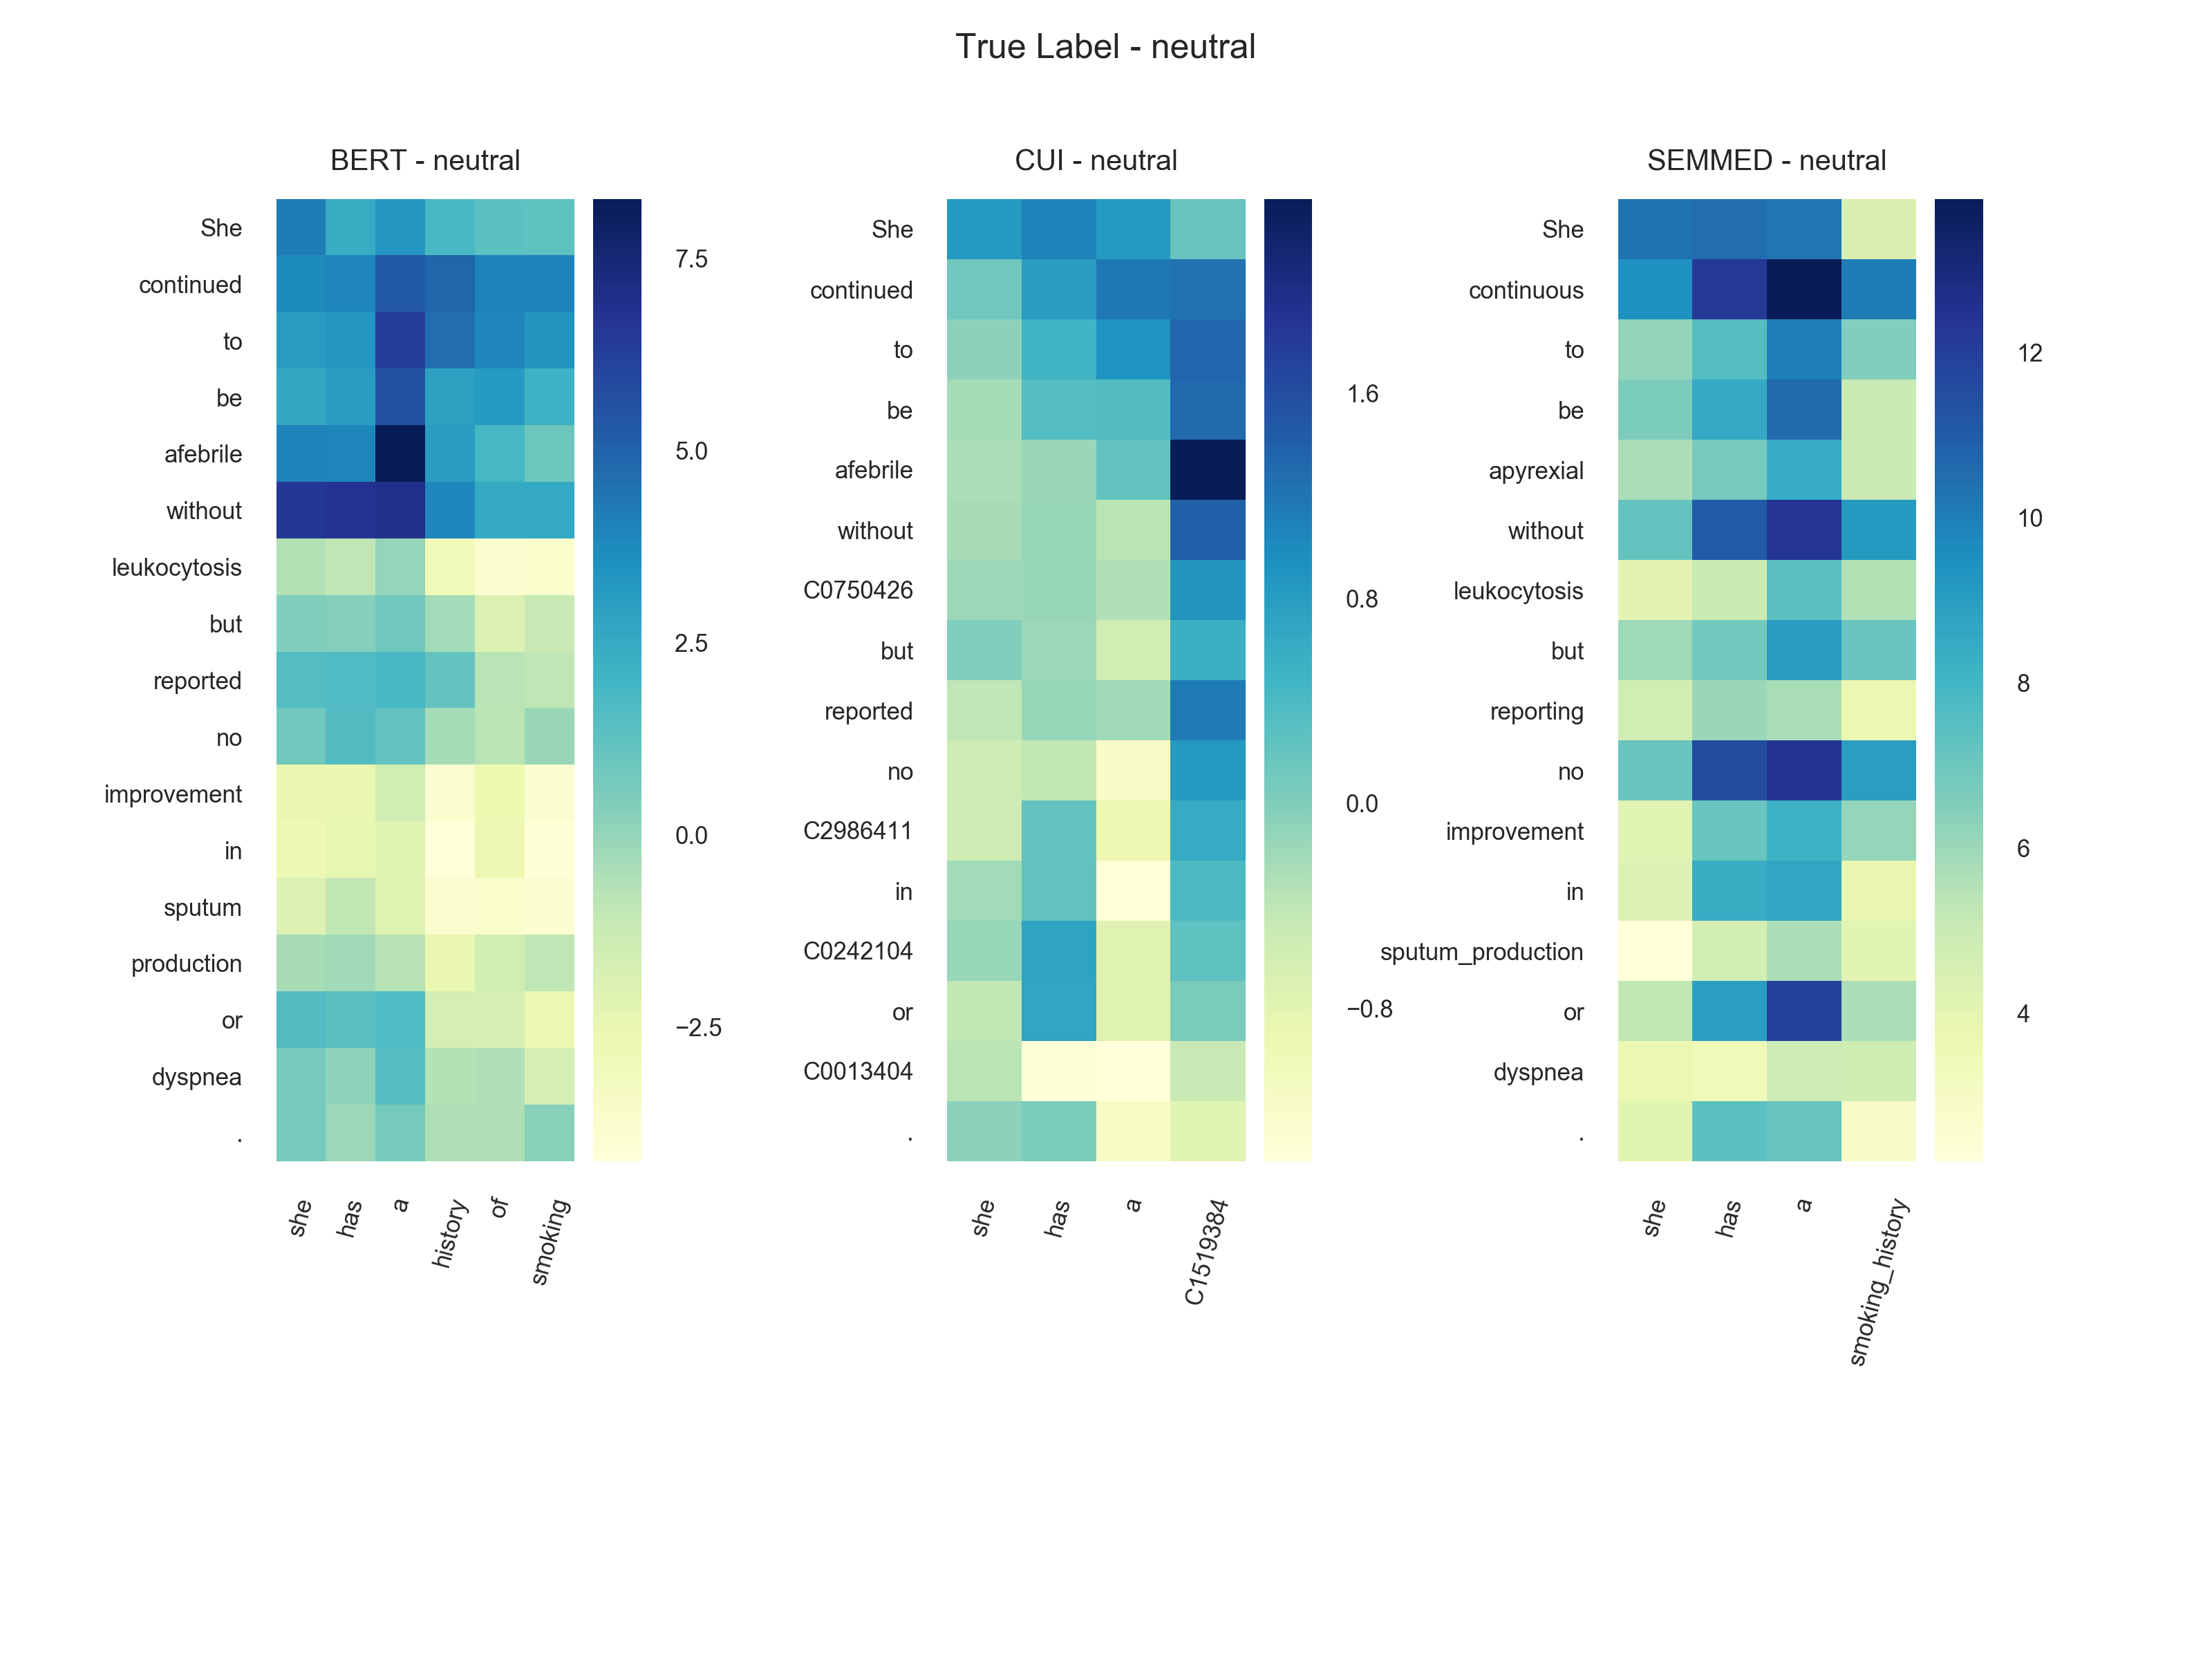 True Label - neutral
BERT - neutral
She
continued
to
be
afebrile
without
leukocytosis
but
reported
no
improvement
in
sputum
production
or
dyspnea
.
she
has
a
history
of
smoking
7.5
5.0
2.5
0.0
−2.5
CUI - neutral
She
continued
to
be
afebrile
without
C0750426
but
reported
no
C2986411
in
C0242104
or
C0013404
.
she
has
a
C1519384
1.6
0.8
0.0
−0.8
SEMMED - neutral
She
continuous
to
be
apyrexial
without
leukocytosis
but
reporting
no
improvement
in
sputum_production
or
dyspnea
.
she
has
a
smoking_history
12
10
8
6
4